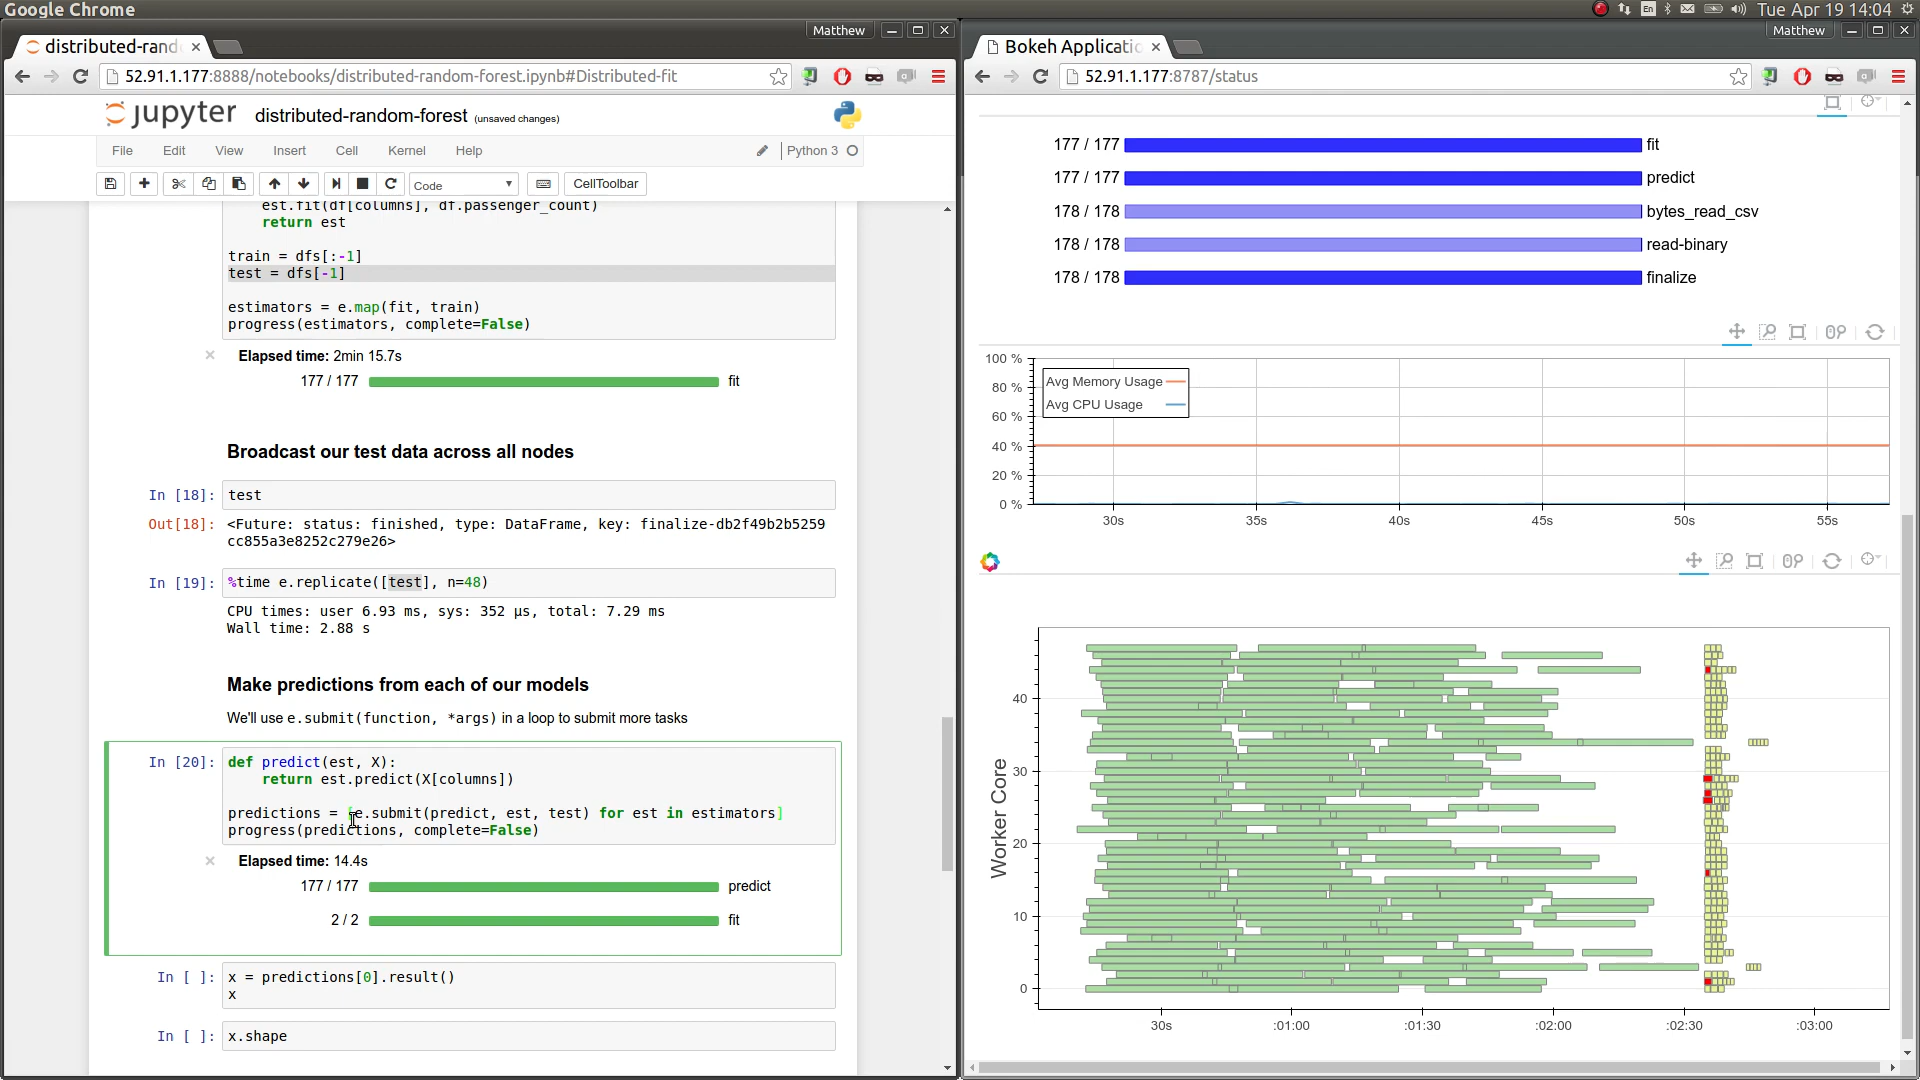 Google Chrome
En
Tue Apr 19 14:04
Matthew
distributed-rand
52.91.1.177:8888/notebooks/distributed-random-forest.ipynb#Distributed-fit
jupyter distributed-random-forest (unsaved changes)
File Edit View Insert Cell Kernel Help Python 3
Code CellToolbar
est.fit(df[columns], df.passenger_count)
return est
train = dfs[:-1]
test = dfs[-1]
estimators = e.map(fit, train)
progress(estimators, complete=False)
Elapsed time: 2min 15.7s
177 / 177 fit
Broadcast our test data across all nodes
In [18]: test
Out[18]: <Future: status: finished, type: DataFrame, key: finalize-db2f49b2b5259
cc855a3e8252c279e26>
In [19]: %time e.replicate([test], n=48)
CPU times: user 6.93 ms, sys: 352 µs, total: 7.29 ms
Wall time: 2.88 s
Make predictions from each of our models
We'll use e.submit(function, *args) in a loop to submit more tasks
In [20]: def predict(est, X):
return est.predict(X[columns])
predictions = [e.submit(predict, est, test) for est in estimators]
progress(predictions, complete=False)
Elapsed time: 14.4s
177 / 177 predict
2 / 2 fit
In [ ]: x = predictions[0].result()
x
In [ ]: x.shape
Matthew
Bokeh Applicatio
52.91.1.177:8787/status
177 / 177 fit
177 / 177 predict
178 / 178 bytes_read_csv
178 / 178 read-binary
178 / 178 finalize
100 %
80 %
60 %
40 %
20 %
0 %
Avg Memory Usage
Avg CPU Usage
30s 35s 40s 45s 50s 55s
Worker Core
40
30
20
10
0
30s :01:00 :01:30 :02:00 :02:30 :03:00